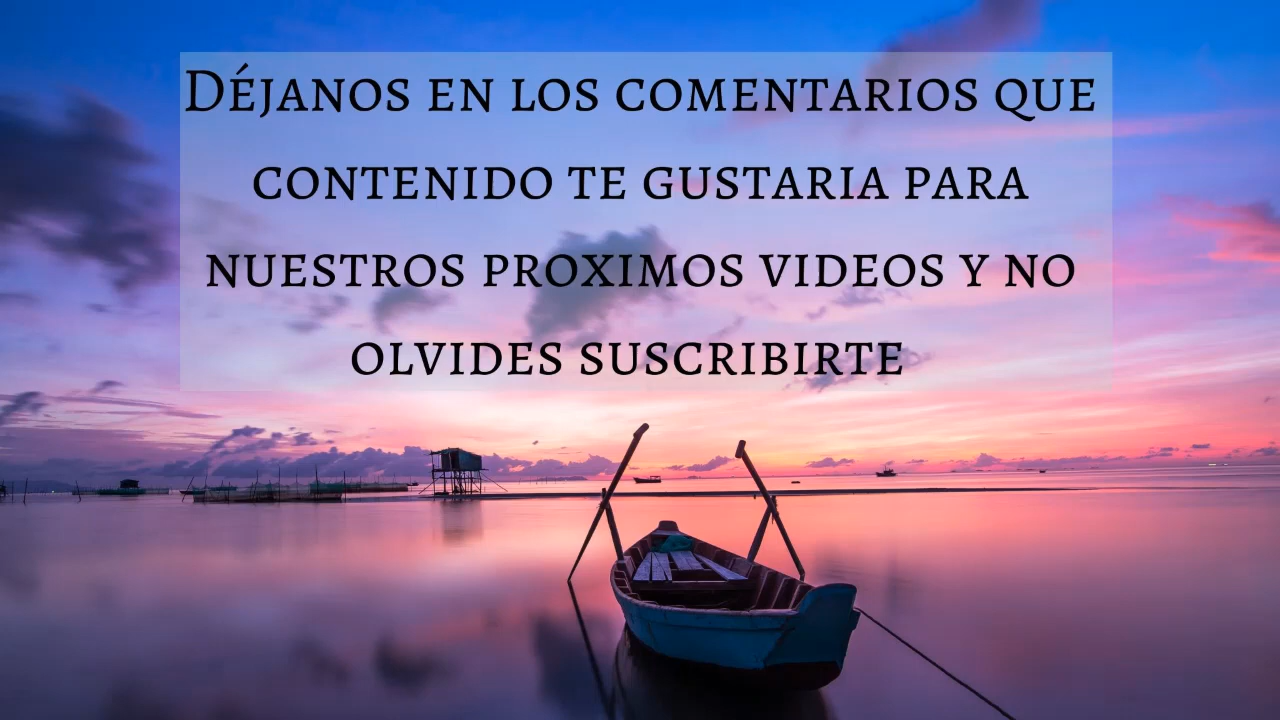 Déjanos en los comentarios que
contenido te gustaria para
nuestros proximos videos y no
olvides suscribirte